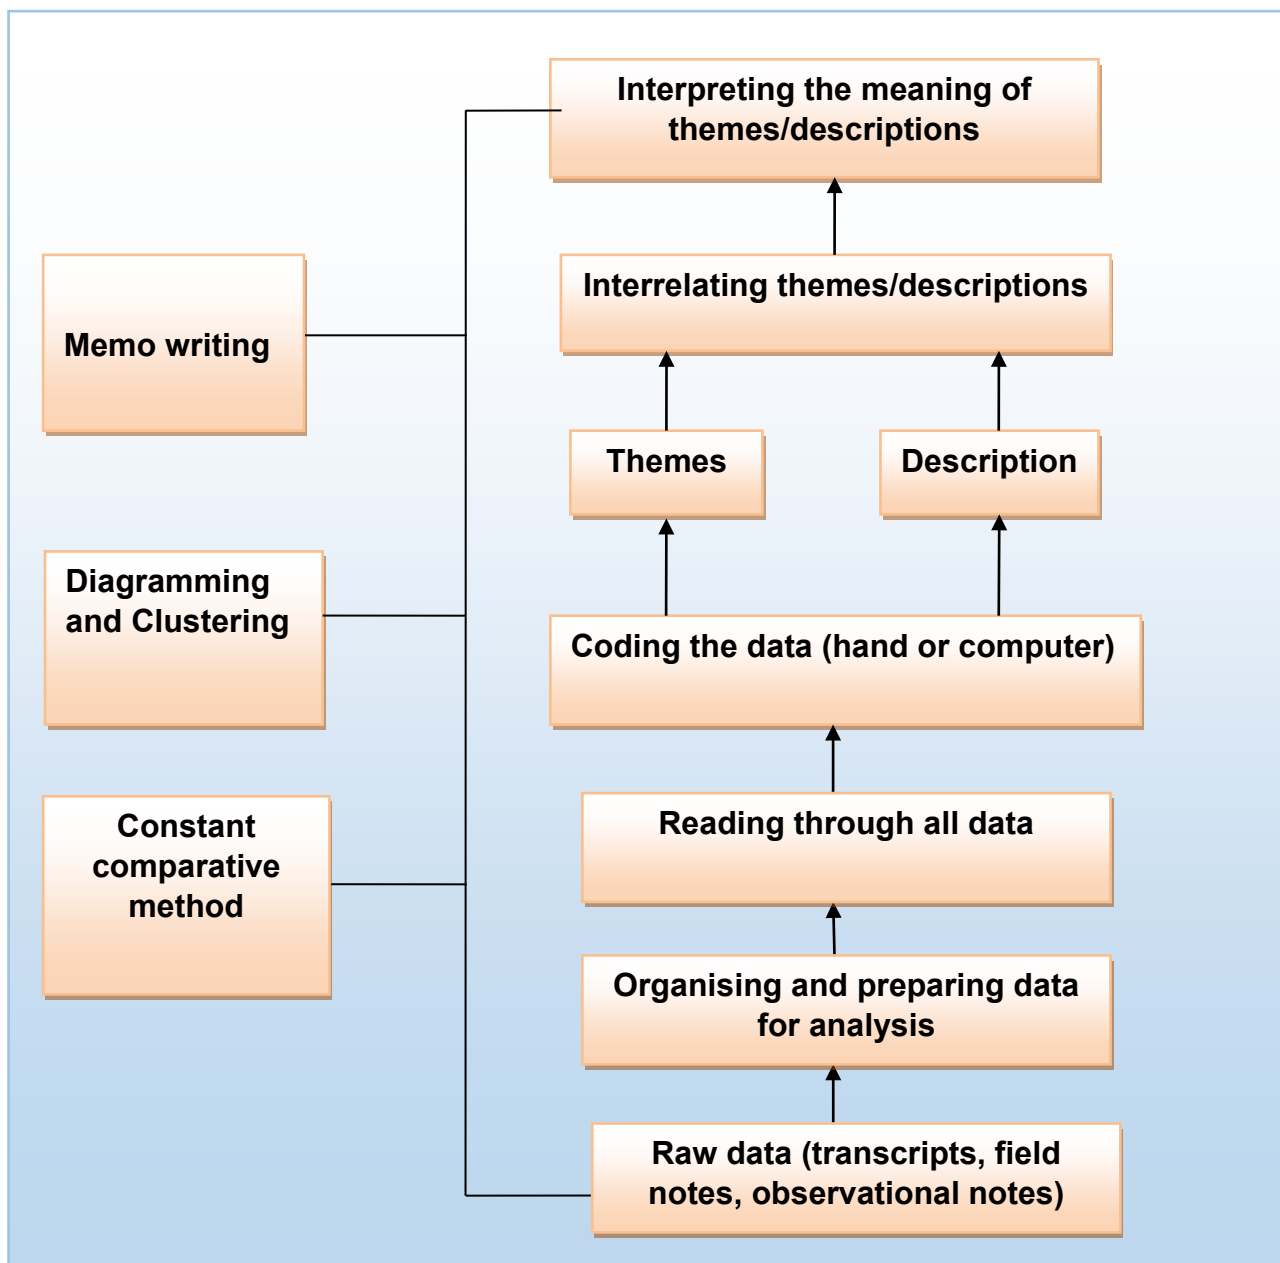 Interpreting the meaning of
themes/descriptions
Interrelating themes/descriptions
Memo writing
Themes
Description
Diagramming
and Clustering
Coding the data (hand or computer)
Constant
comparative
method
Reading through all data
Organising and preparing data
for analysis
Raw data (transcripts, field
notes, observational notes)